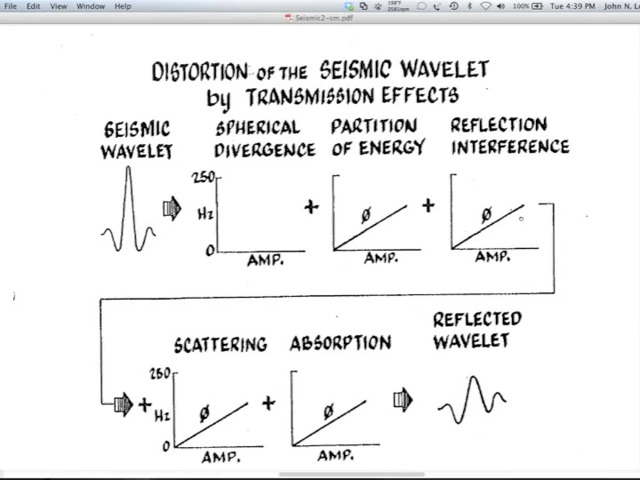 File Edit View Window Help
100% Tue 4:39 PM John N. L
Seismic2-sm.pdf
DISTORTION OF THE SEISMIC WAVELET
by TRANSMISSION EFFECTS
SEISMIC WAVELET
SPHERICAL DIVERGENCE
PARTITION OF ENERGY
REFLECTION INTERFERENCE
250
Hz
0
AMP.
+
Ø
AMP.
+
Ø
AMP.
SCATTERING
ABSORPTION
REFLECTED WAVELET
+
250
Hz
0
Ø
AMP.
+
Ø
AMP.